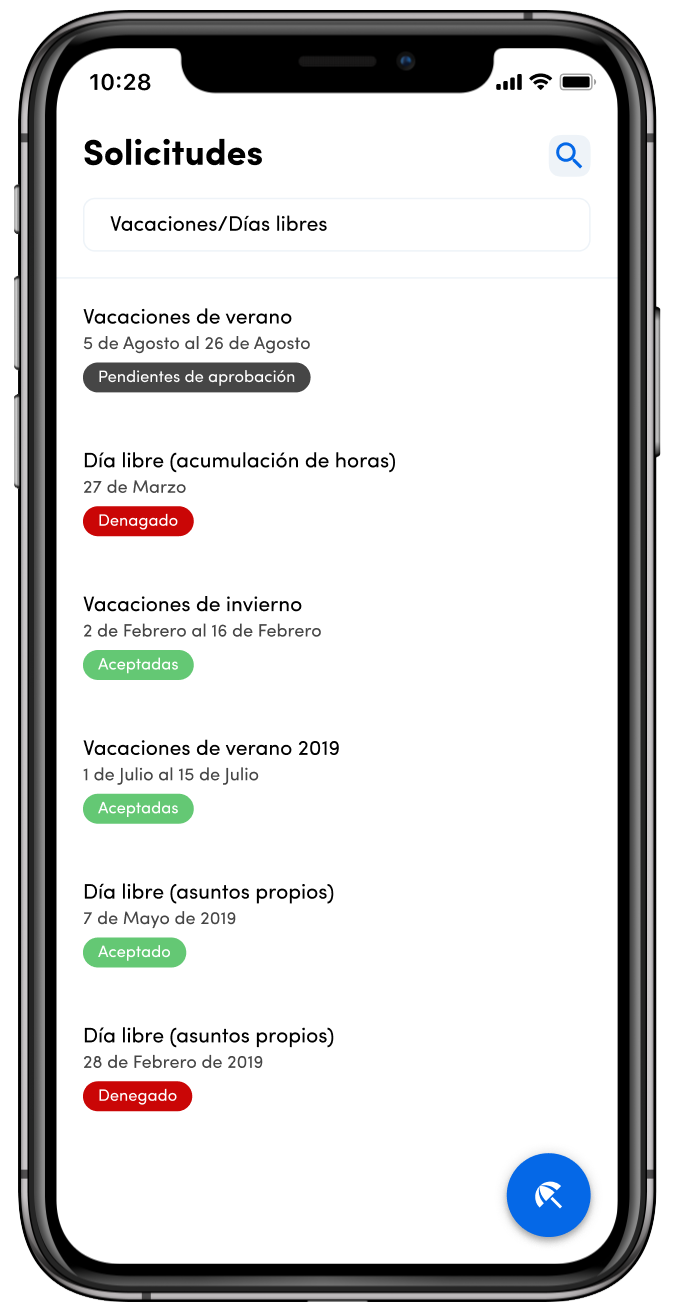 10:28
Solicitudes
Vacaciones/Días libres
Vacaciones de verano
5 de Agosto al 26 de Agosto
Pendientes de aprobación
Día libre (acumulación de horas)
27 de Marzo
Denagado
Vacaciones de invierno
2 de Febrero al 16 de Febrero
Aceptadas
Vacaciones de verano 2019
1 de Julio al 15 de Julio
Aceptadas
Día libre (asuntos propios)
7 de Mayo de 2019
Aceptado
Día libre (asuntos propios)
28 de Febrero de 2019
Denegado